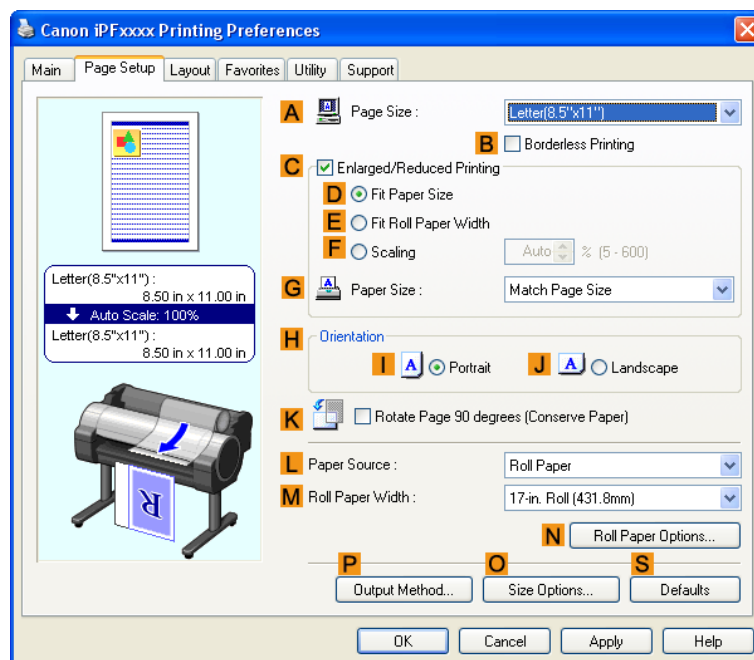 Canon iPFxxxx Printing Preferences
Main Page Setup Layout Favorites Utility Support
A Page Size : Letter(8.5"x11")
B Borderless Printing
C Enlarged/Reduced Printing
D Fit Paper Size
E Fit Roll Paper Width
F Scaling Auto % (5 - 600)
G Paper Size : Match Page Size
Letter(8.5"x11") :
8.50 in x 11.00 in
Auto Scale: 100%
Letter(8.5"x11") :
8.50 in x 11.00 in
H Orientation
I A Portrait J A Landscape
K Rotate Page 90 degrees (Conserve Paper)
L Paper Source : Roll Paper
M Roll Paper Width : 17-in. Roll (431.8mm)
N Roll Paper Options...
P O S
Output Method... Size Options... Defaults
R
OK Cancel Apply Help